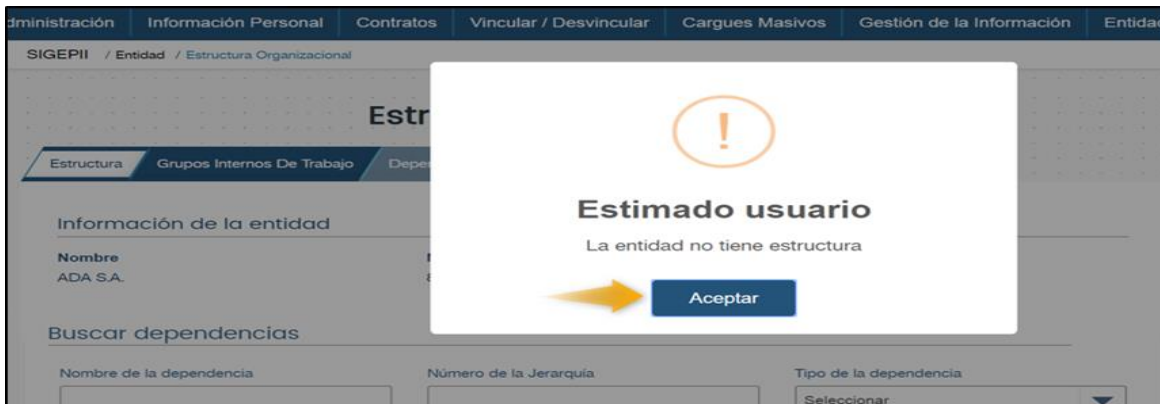 dministración Información Personal Contratos Vincular / Desvincular Cargues Masivos Gestión de la Información Entidad
SIGEPII / Entidad / Estructura Organizacional
Estr
Estructura Grupos Internos De Trabajo Depe
Estimado usuario
La entidad no tiene estructura
Aceptar
Información de la entidad
Nombre
ADA S.A.
Buscar dependencias
Nombre de la dependencia Número de la Jerarquía Tipo de la dependencia
Seleccionar